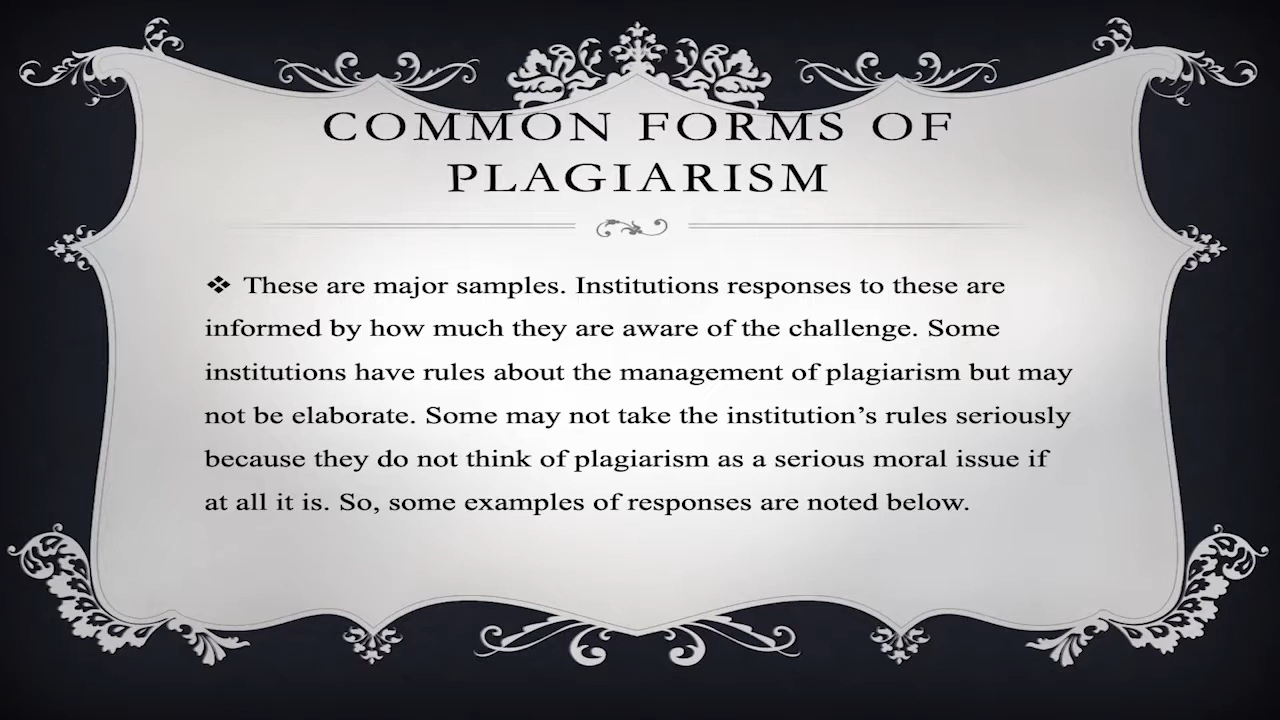 COMMON FORMS OF
PLAGIARISM
❖ These are major samples. Institutions responses to these are
informed by how much they are aware of the challenge. Some
institutions have rules about the management of plagiarism but may
not be elaborate. Some may not take the institution’s rules seriously
because they do not think of plagiarism as a serious moral issue if
at all it is. So, some examples of responses are noted below.